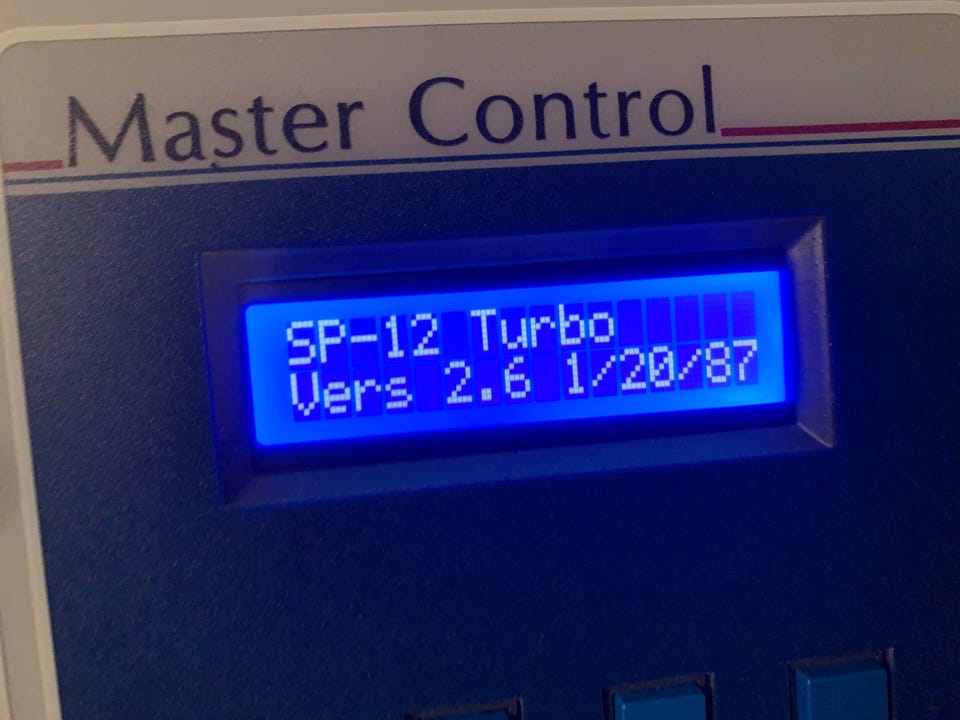 Master Control
SP-12 Turbo
Vers 2.6 1/20/87